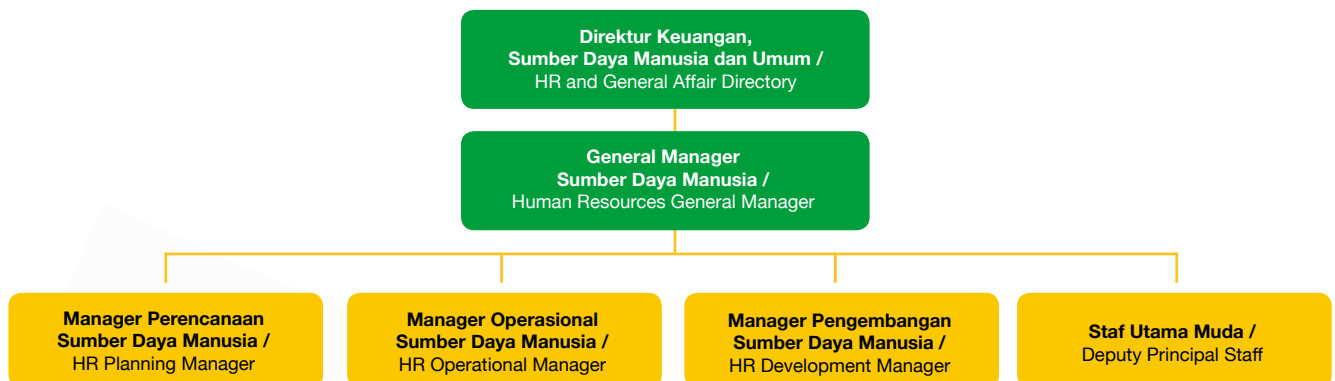 Direktur Keuangan,
Sumber Daya Manusia dan Umum /
HR and General Affair Directory
General Manager
Sumber Daya Manusia /
Human Resources General Manager
Manager Perencanaan
Sumber Daya Manusia /
HR Planning Manager
Manager Operasional
Sumber Daya Manusia /
HR Operational Manager
Manager Pengembangan
Sumber Daya Manusia /
HR Development Manager
Staf Utama Muda /
Deputy Principal Staff